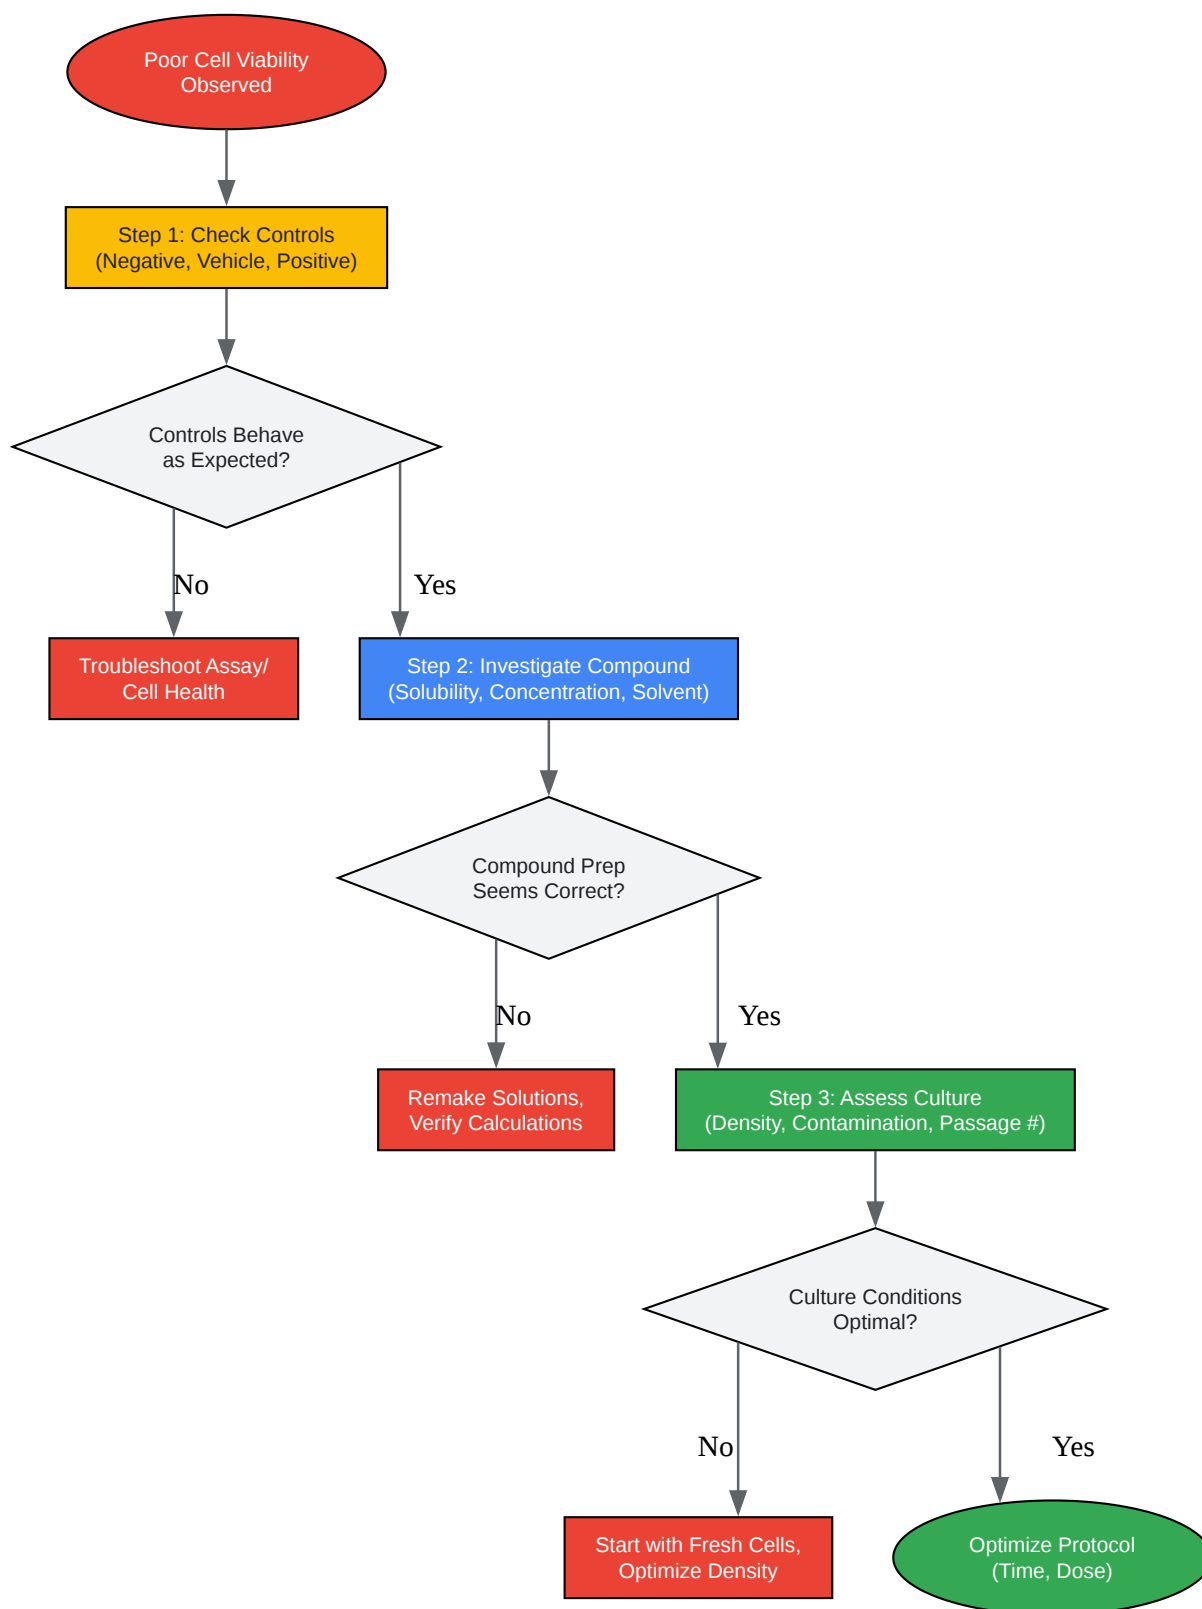 Poor Cell Viability
Observed
Step 1: Check Controls
(Negative, Vehicle, Positive)
Controls Behave
as Expected?
No
Yes
Troubleshoot Assay/
Cell Health
Step 2: Investigate Compound
(Solubility, Concentration, Solvent)
Compound Prep
Seems Correct?
No
Yes
Remake Solutions,
Verify Calculations
Step 3: Assess Culture
(Density, Contamination, Passage #)
Culture Conditions
Optimal?
No
Yes
Start with Fresh Cells,
Optimize Density
Optimize Protocol
(Time, Dose)